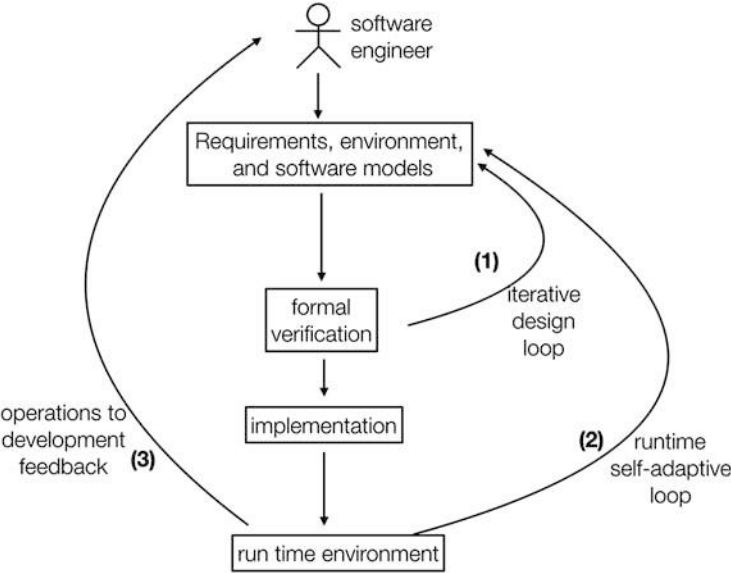 software
engineer
Requirements, environment,
and software models
(1)
iterative
design
loop
formal
verification
operations to
development
feedback
(3)
implementation
(2)
runtime
self-adaptive
loop
run time environment